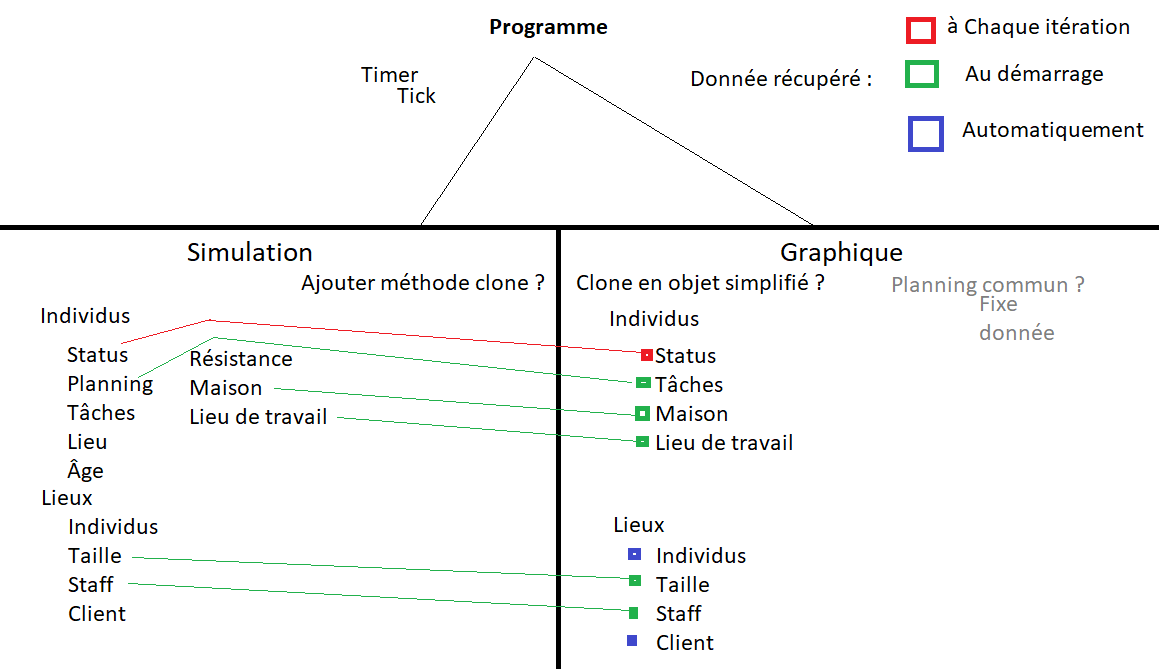 Programme
Timer
Tick
Donnée récupéré :
à Chaque itération
Au démarrage
Automatiquement
Simulation
Ajouter méthode clone ?
Individus
Status
Planning
Tâches
Lieu
Âge
Résistance
Maison
Lieu de travail
Lieux
Individus
Taille
Staff
Client
Graphique
Clone en objet simplifié ?
Planning commun ?
Fixe
donnée
Individus
Status
Tâches
Maison
Lieu de travail
Lieux
Individus
Taille
Staff
Client